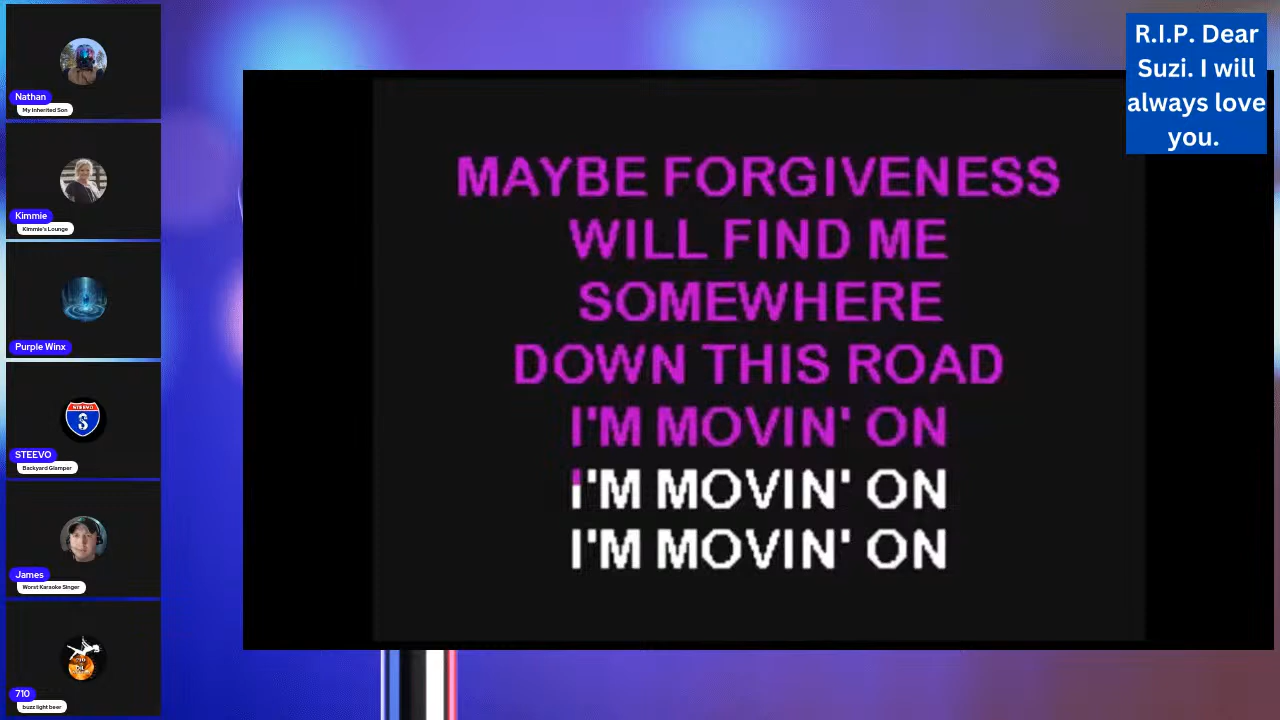 Nathan
My Inherited Son
Kimmie
Kimmie's Lounge
Purple Winx
STEEVO
STEEVO
Backyard Glamper
James
Worst Karaoke Singer
710
buzz light beer
MAYBE FORGIVENESS
WILL FIND ME
SOMEWHERE
DOWN THIS ROAD
I'M MOVIN' ON
I'M MOVIN' ON
I'M MOVIN' ON
R.I.P. Dear
Suzi. I will
always love
you.